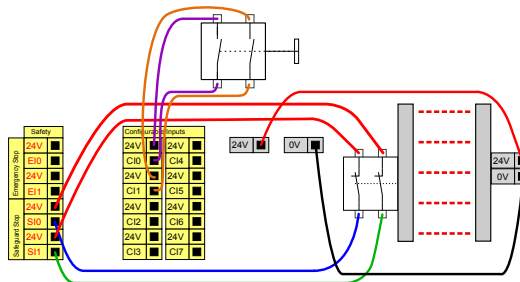 Safety
Emergency Stop
24V
EI0
24V
EI1
Safeguard Stop
24V
SI0
24V
SI1
Configurable Inputs
24V 24V
CI0 CI4
24V 24V
CI1 CI5
24V 24V
CI2 CI6
24V 24V
CI3 CI7
24V 0V
24V
0V